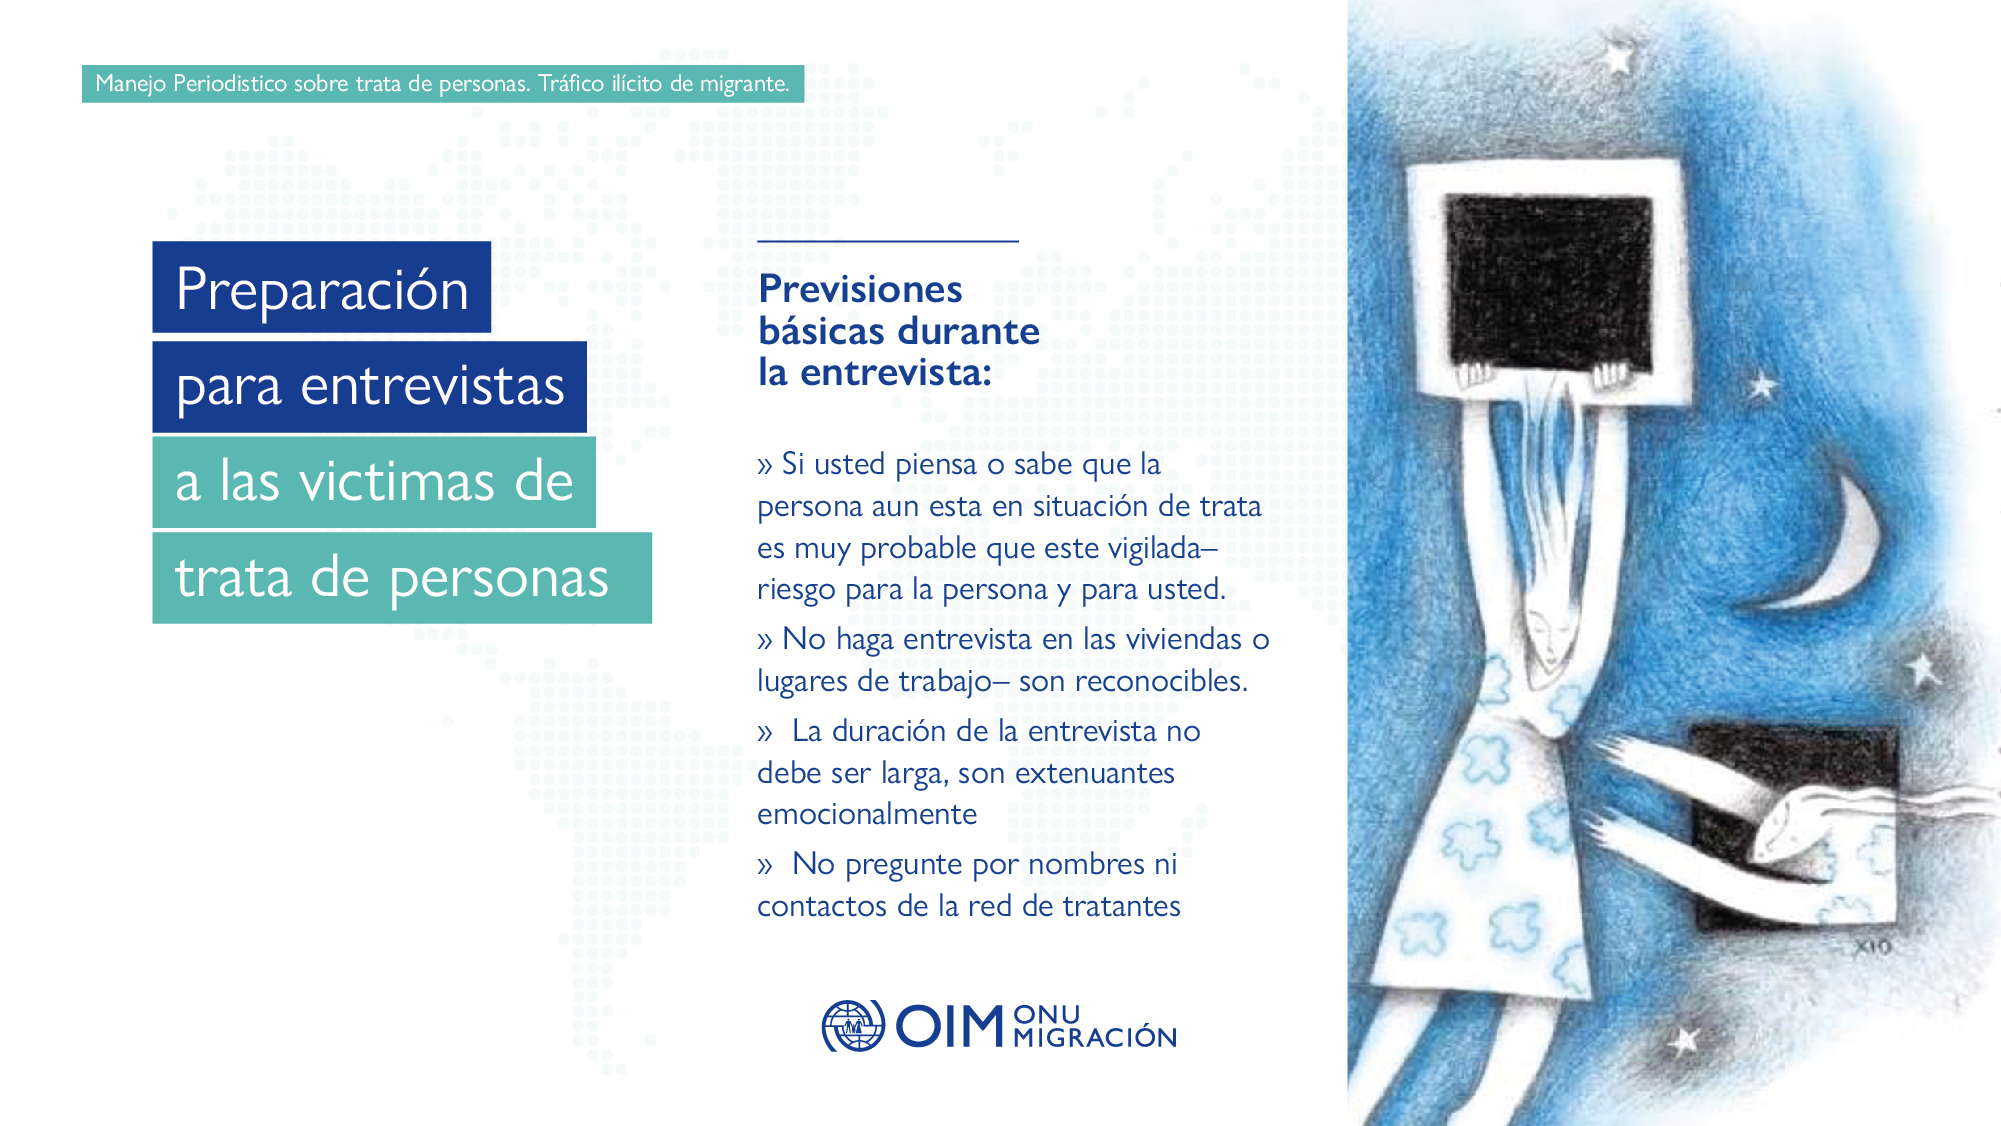 Manejo Periodistico sobre trata de personas. Tráfico ilícito de migrante.
Preparación
para entrevistas
a las victimas de
trata de personas
Previsiones
básicas durante
la entrevista:
» Si usted piensa o sabe que la
persona aun esta en situación de trata
es muy probable que este vigilada–
riesgo para la persona y para usted.
» No haga entrevista en las viviendas o
lugares de trabajo– son reconocibles.
» La duración de la entrevista no
debe ser larga, son extenuantes
emocionalmente
» No pregunte por nombres ni
contactos de la red de tratantes
OIM ONU
MIGRACIÓN
XIO